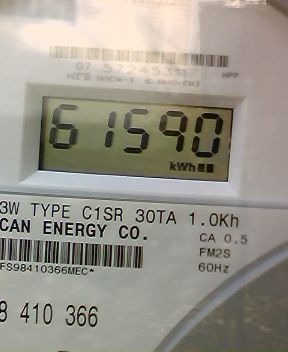 61590
kWh
3W TYPE C1SR 30TA 1.0Kh
CAN ENERGY CO.
CA 0.5
FM2S
60Hz
FS98410366MEC*
8 410 366